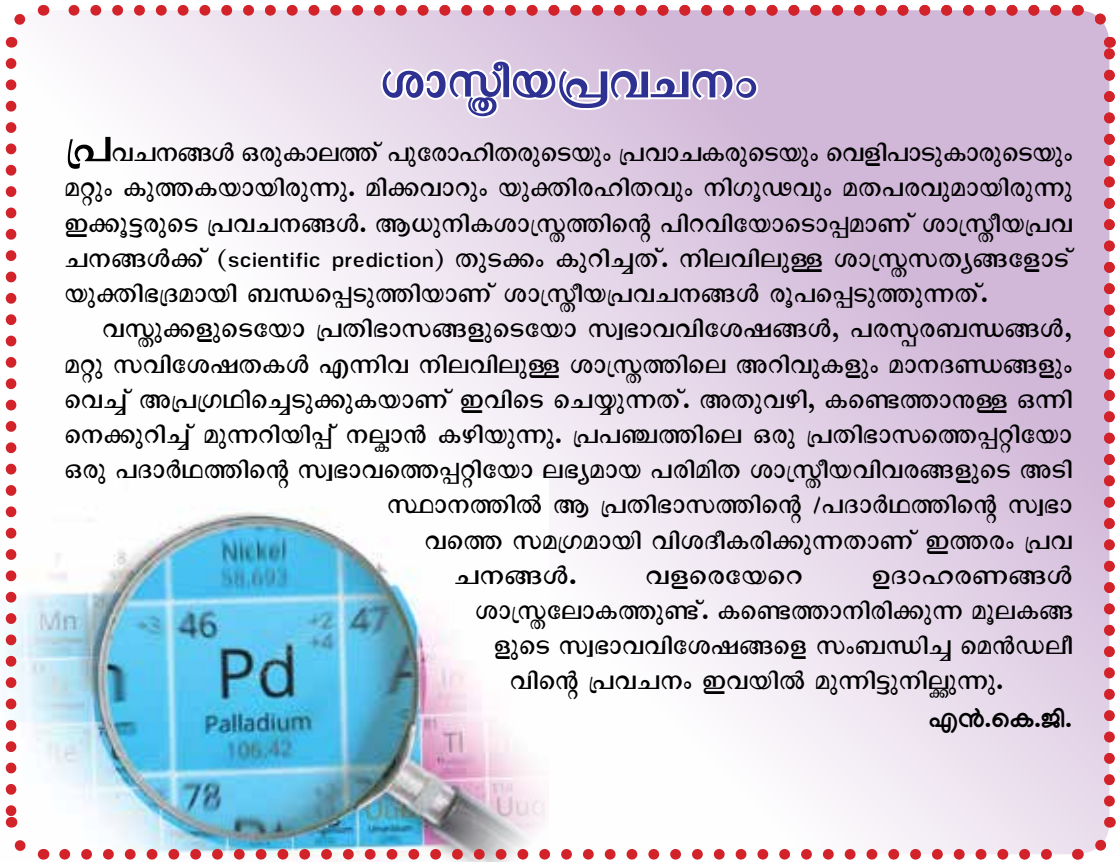 ശാസ്ത്രീയപ്രവചനം
പ്രവചനങ്ങൾ ഒരുകാലത്ത് പുരോഹിതരുടെയും പ്രവാചകരുടെയും വെളിപാടുകാരുടെയും
മറ്റും കുത്തകയായിരുന്നു. മിക്കവാറും യുക്തിരഹിതവും നിഗൂഢവും മതപരവുമായിരുന്നു
ഇക്കൂട്ടരുടെ പ്രവചനങ്ങൾ. ആധുനികശാസ്ത്രത്തിന്റെ പിറവിയോടൊപ്പമാണ് ശാസ്ത്രീയപ്രവ
ചനങ്ങൾക്ക് (scientific prediction) തുടക്കം കുറിച്ചത്. നിലവിലുള്ള ശാസ്ത്രസത്യങ്ങളോട്
യുക്തിഭദ്രമായി ബന്ധപ്പെടുത്തിയാണ് ശാസ്ത്രീയപ്രവചനങ്ങൾ രൂപപ്പെടുത്തുന്നത്.
വസ്തുക്കളുടെയോ പ്രതിഭാസങ്ങളുടെയോ സ്വഭാവവിശേഷങ്ങൾ, പരസ്പരബന്ധങ്ങൾ,
മറ്റു സവിശേഷതകൾ എന്നിവ നിലവിലുള്ള ശാസ്ത്രത്തിലെ അറിവുകളും മാനദണ്ഡങ്ങളും
വെച്ച് അപഗ്രഥിച്ചെടുക്കുകയാണ് ഇവിടെ ചെയ്യുന്നത്. അതുവഴി, കണ്ടെത്താനുള്ള ഒന്നി
നെക്കുറിച്ച് മുന്നറിയിപ്പ് നല്കാൻ കഴിയുന്നു. പ്രപഞ്ചത്തിലെ ഒരു പ്രതിഭാസത്തെപ്പറ്റിയോ
ഒരു പദാർഥത്തിന്റെ സ്വഭാവത്തെപ്പറ്റിയോ ലഭ്യമായ പരിമിത ശാസ്ത്രീയവിവരങ്ങളുടെ അടി
സ്ഥാനത്തിൽ ആ പ്രതിഭാസത്തിന്റെ /പദാർഥത്തിന്റെ സ്വഭാ
വത്തെ സമഗ്രമായി വിശദീകരിക്കുന്നതാണ് ഇത്തരം പ്രവ
ചനങ്ങൾ. വളരെയേറെ ഉദാഹരണങ്ങൾ
ശാസ്ത്രലോകത്തുണ്ട്. കണ്ടെത്താനിരിക്കുന്ന മൂലകങ്ങ
ളുടെ സ്വഭാവവിശേഷങ്ങളെ സംബന്ധിച്ച മെൻഡലീ
വിന്റെ പ്രവചനം ഇവയിൽ മുന്നിട്ടുനില്ക്കുന്നു.
എൻ.കെ.ജി.
Nickel
58.693
Mn +3 46 +2 +4 47
Pd
Palladium
106.42
Tl
78